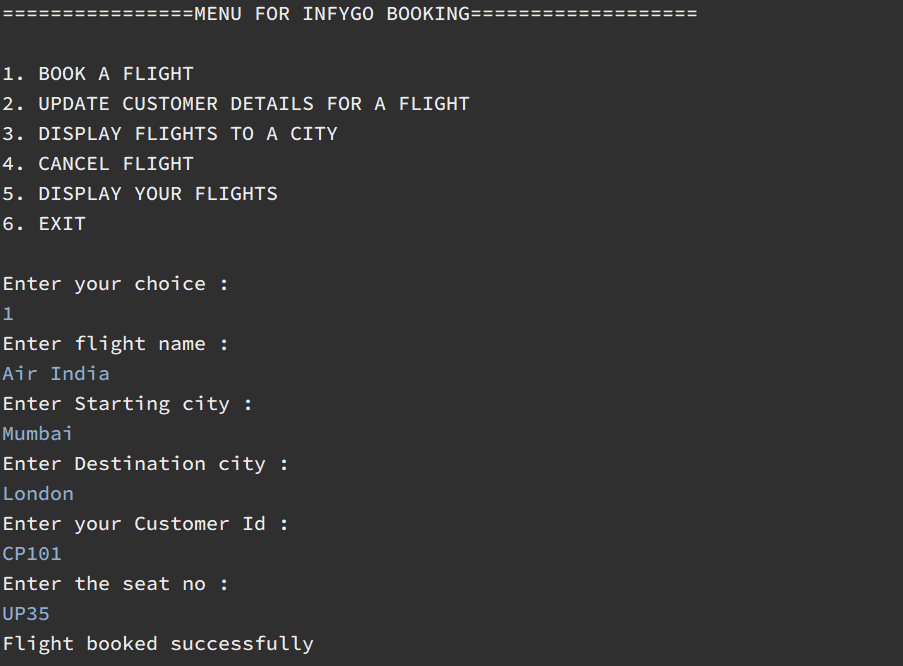 ================MENU FOR INFYGO BOOKING===================
1. BOOK A FLIGHT
2. UPDATE CUSTOMER DETAILS FOR A FLIGHT
3. DISPLAY FLIGHTS TO A CITY
4. CANCEL FLIGHT
5. DISPLAY YOUR FLIGHTS
6. EXIT
Enter your choice :
1
Enter flight name :
Air India
Enter Starting city :
Mumbai
Enter Destination city :
London
Enter your Customer Id :
CP101
Enter the seat no :
UP35
Flight booked successfully